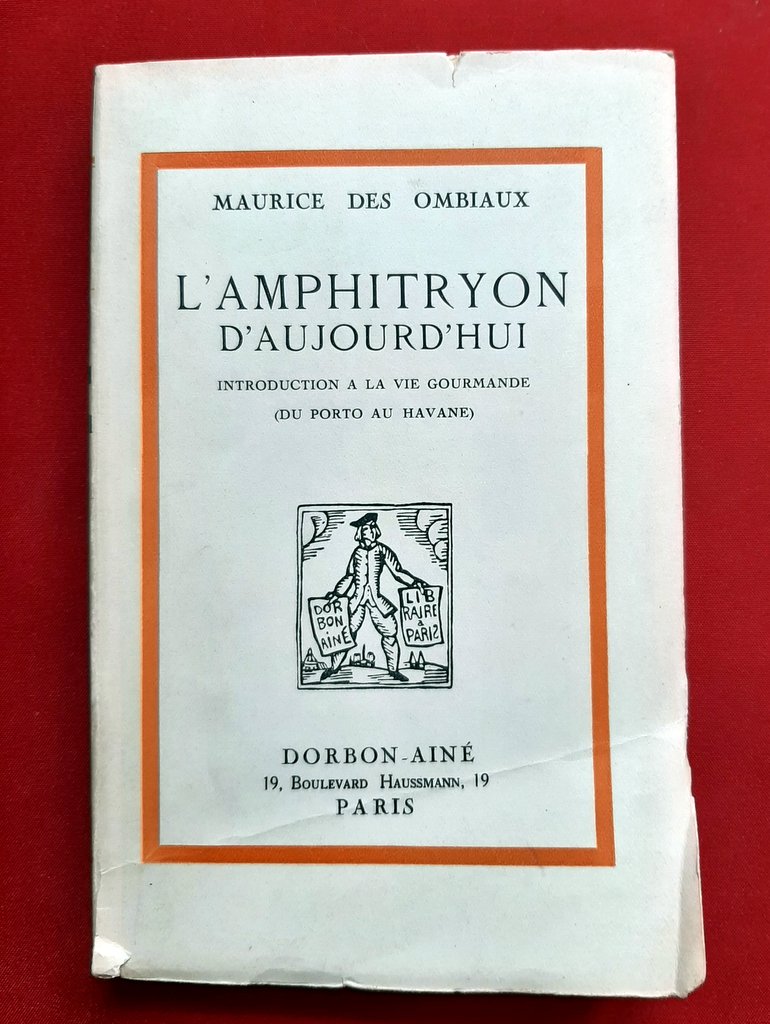 MAURICE DES OMBIAUX
L'AMPHITRYON
D'AUJOURD'HUI
INTRODUCTION A LA VIE GOURMANDE
(DU PORTO AU HAVANE)
DOR
BON
AINÉ
LIB
RAIRE
à
PARIS
DORBON-AINÉ
19, BOULEVARD HAUSSMANN, 19
PARIS